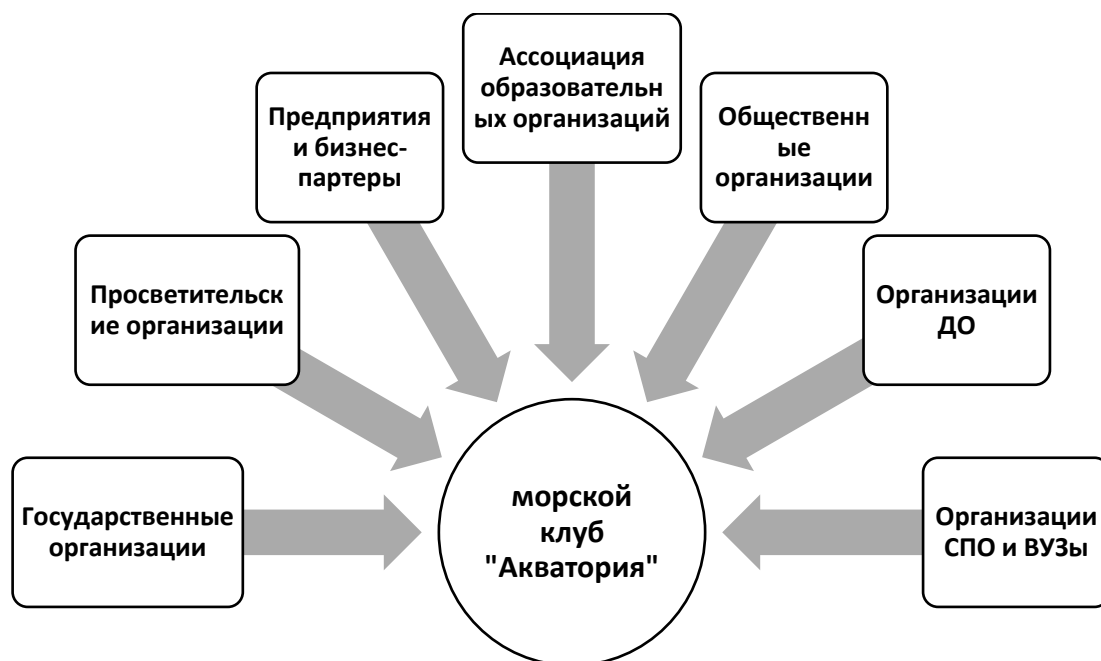 Ассоциация
образовательн
ых организаций
Предприятия
и бизнес-
партеры
Общественн
ые
организации
Просветительск
ие организации
Организации
ДО
Государственные
организации
морской
клуб
"Акватория"
Организации
СПО и ВУЗы